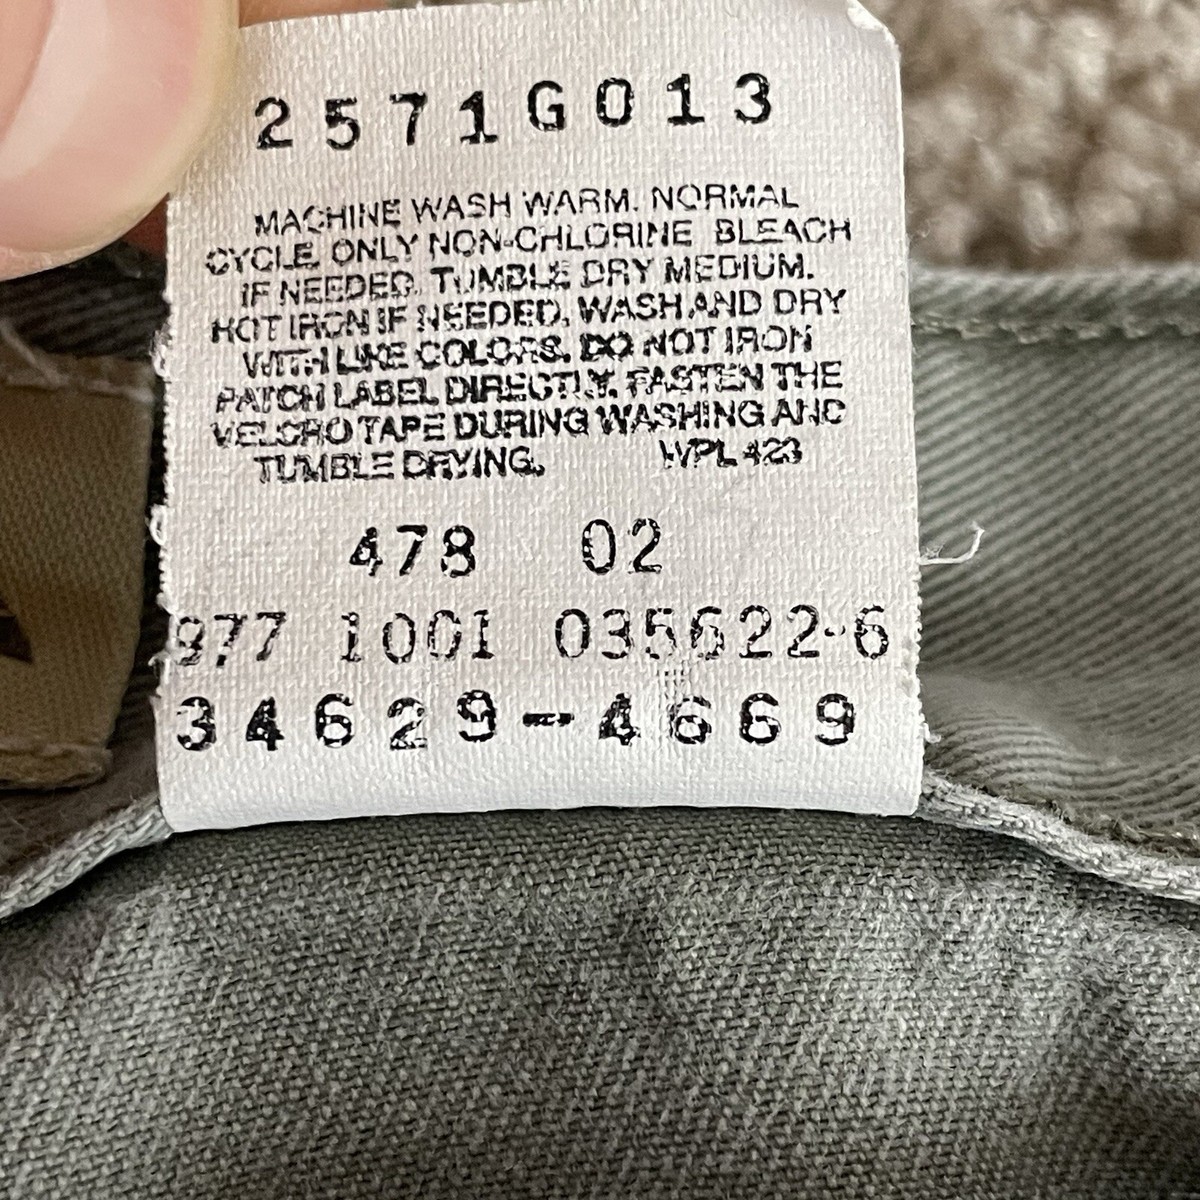 2571G013
MACHINE WASH WARM. NORMAL
CYCLE. ONLY NON-CHLORINE BLEACH
IF NEEDED. TUMBLE DRY MEDIUM.
HOT IRON IF NEEDED. WASH AND DRY
WITH LIKE COLORS. DO NOT IRON
PATCH LABEL DIRECTLY. FASTEN THE
VELCRO TAPE DURING WASHING AND
TUMBLE DRYING. WPL 423
478 02
977 1001 035622-6
34629-4669